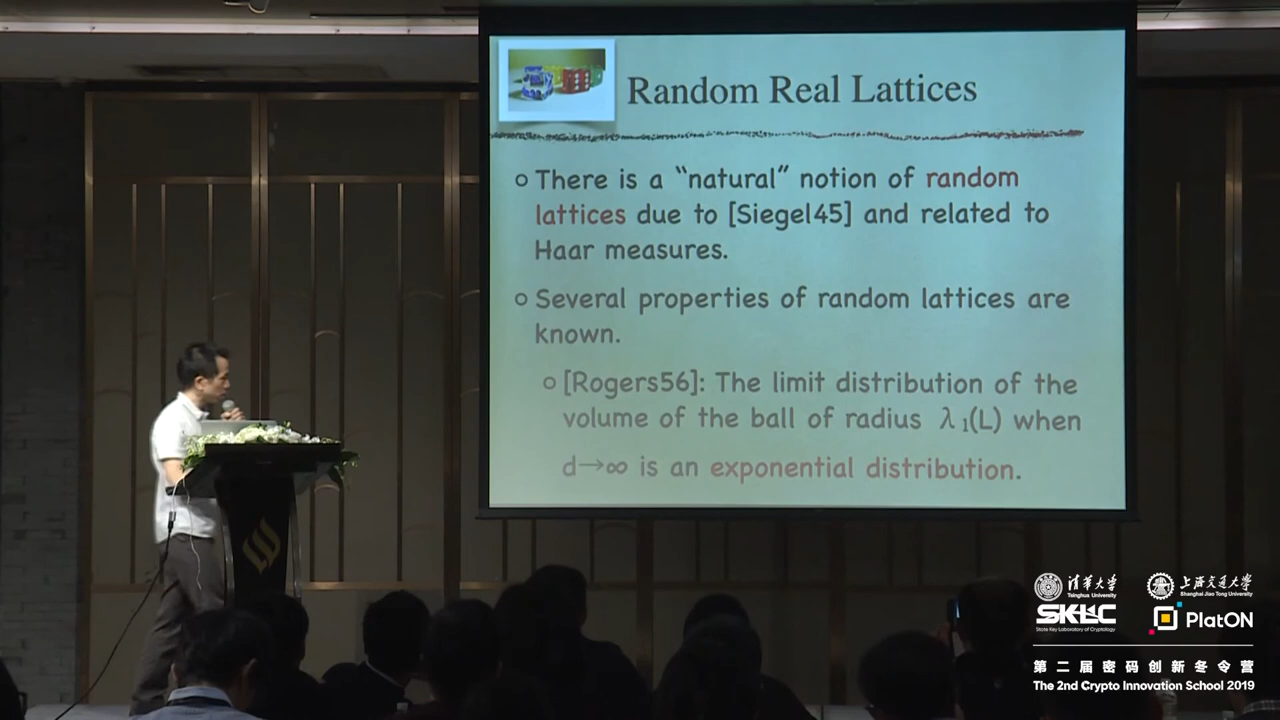 Random Real Lattices
There is a “natural” notion of random
lattices due to [Siegel45] and related to
Haar measures.
Several properties of random lattices are
known.
[Rogers56]: The limit distribution of the
volume of the ball of radius λ₁(L) when
d→∞ is an exponential distribution.
清华大学
Tsinghua University
上海交通大学
Shanghai Jiao Tong University
SKLC
State Key Laboratory of Cryptology
PlatON
第二届密码创新冬令营
The 2nd Crypto Innovation School 2019